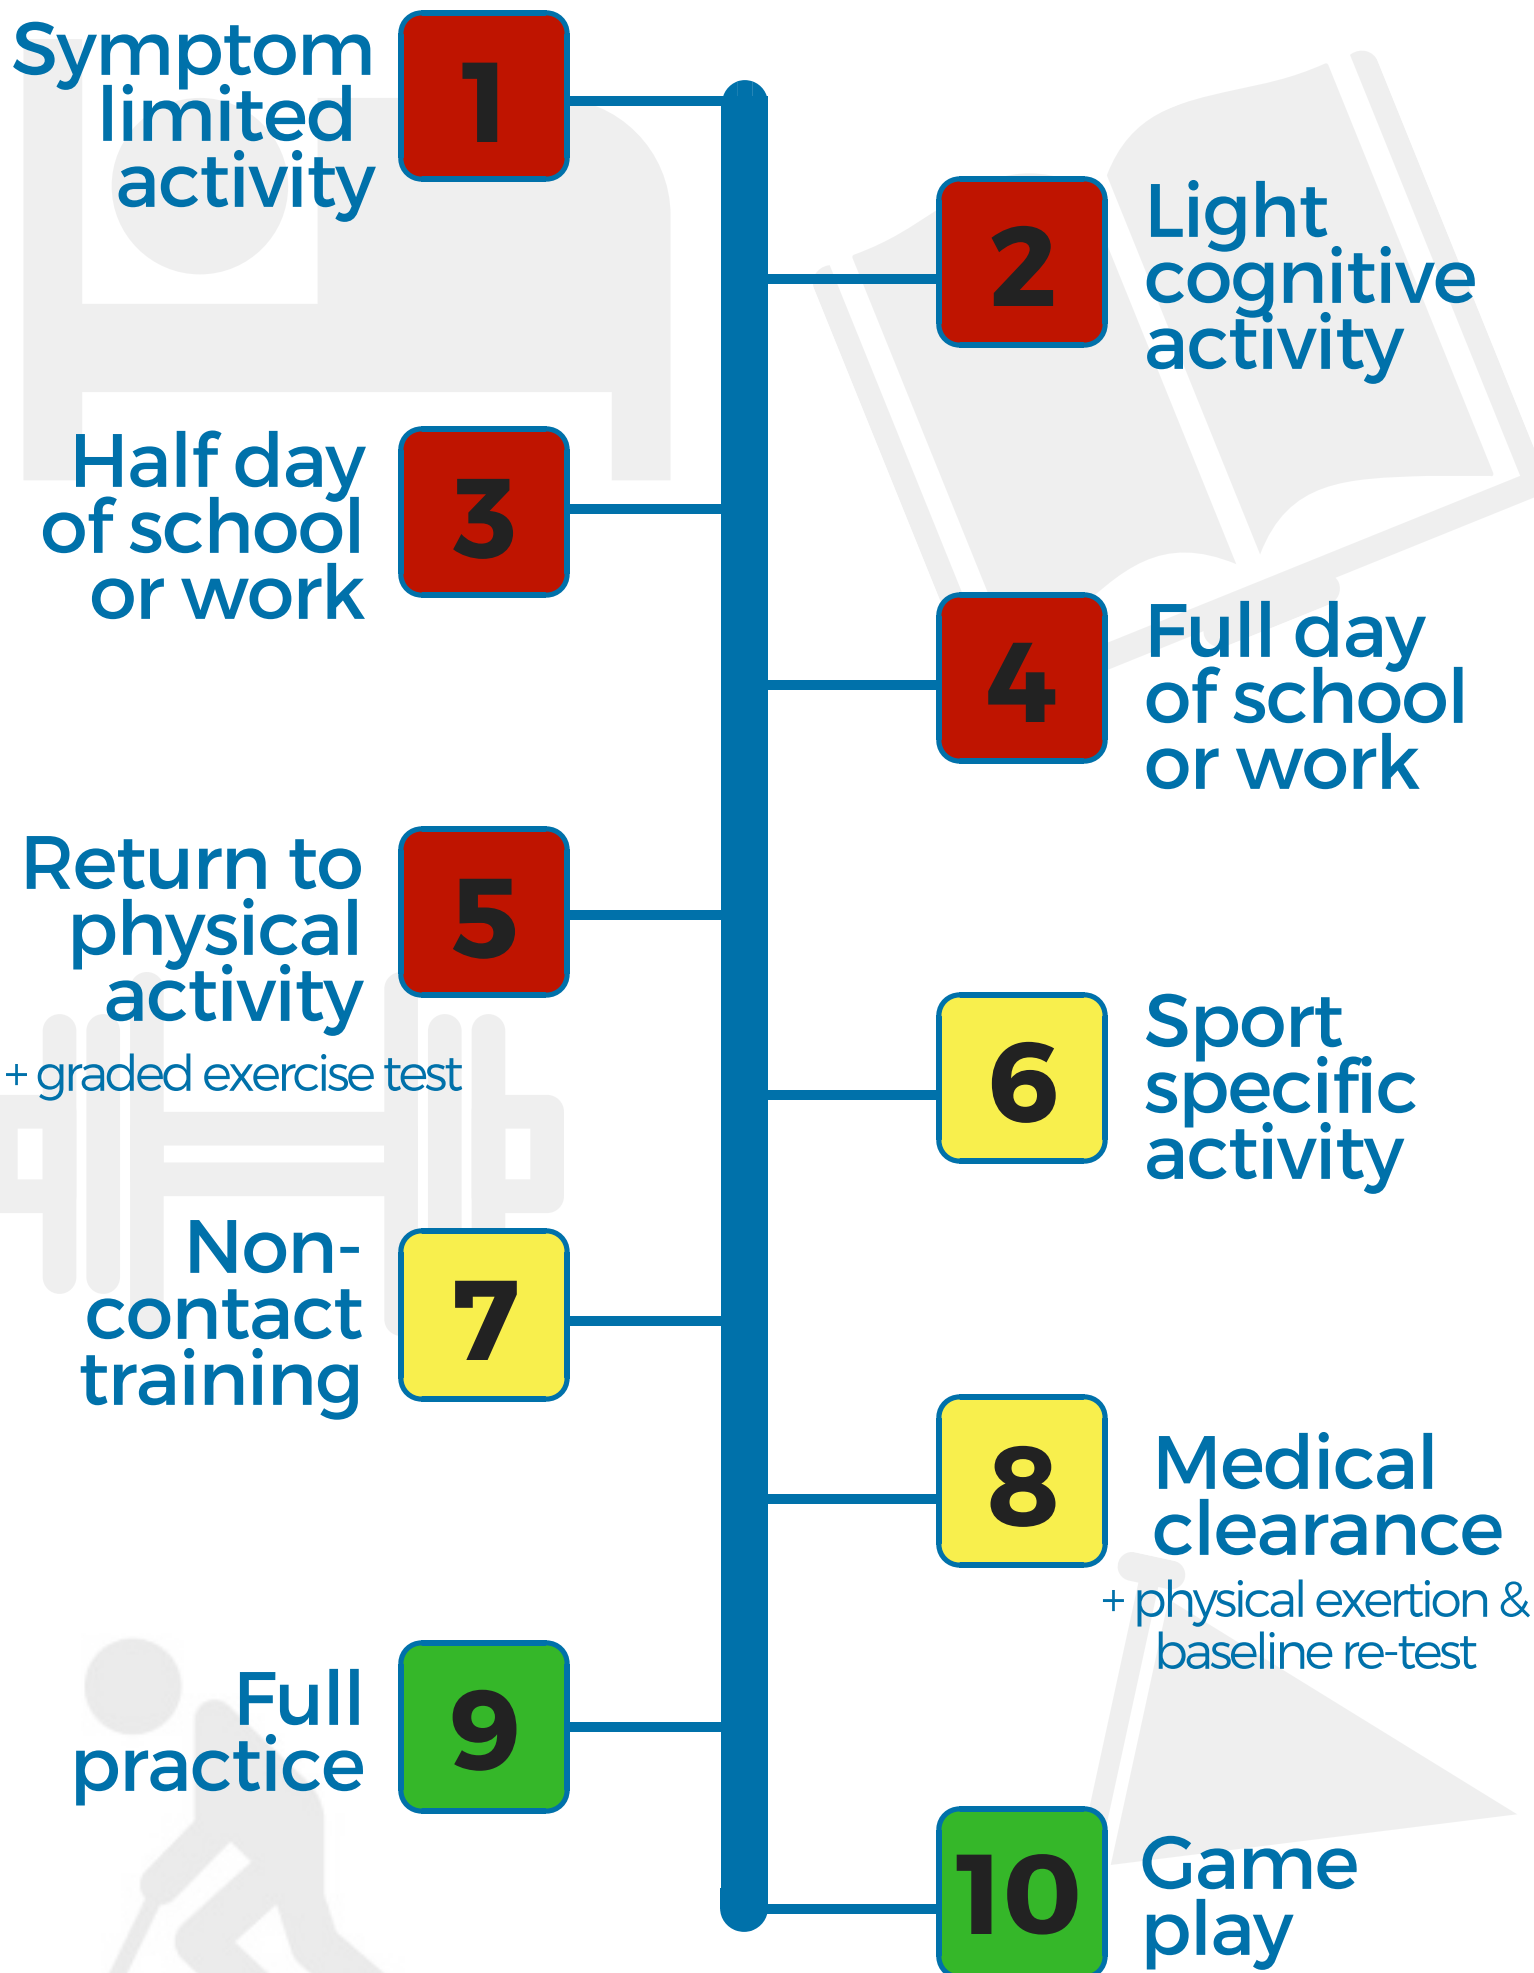 Symptom
limited
activity
1
2
Light
cognitive
activity
Half day
of school
or work
3
4
Full day
of school
or work
Return to
physical
activity
+ graded exercise test
5
6
Sport
specific
activity
Non-
contact
training
7
8
Medical
clearance
+ physical exertion &
baseline re-test
Full
practice
9
10
Game
play